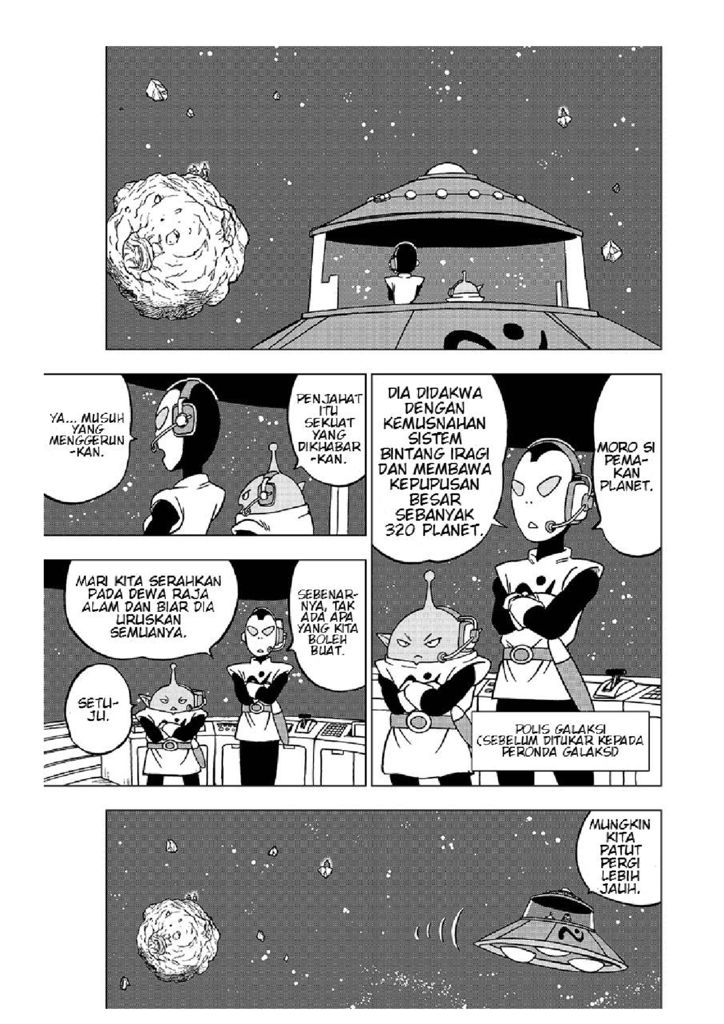 MORO SI
PEMA-
KAN
PLANET.
DIA DIDAKWA
DENGAN
KEMUSNAHAN
SISTEM
BINTANG IRAGI
DAN MEMBAWA
KEPUPUSAN
BESAR
SEBANYAK
320 PLANET.
POLIS GALAKSI
(SEBELUM DITUKAR KEPADA
PERONDA GALAKSI)
PENJAHAT
ITU
SEKUAT
YANG
DIKHABAR
-KAN.
YA... MUSUH
YANG
MENGGERUN
-KAN.
SEBENAR-
NYA, TAK
ADA APA
YANG KITA
BOLEH
BUAT.
MARI KITA SERAHKAN
PADA DEWA RAJA
ALAM DAN BIAR DIA
URUSKAN
SEMUANYA.
SETU-
JU.
MUNGKIN
KITA
PATUT
PERGI
LEBIH
JAUH.